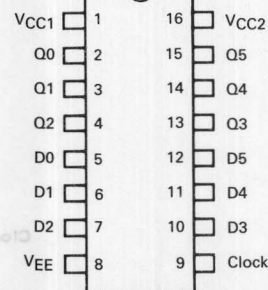 VCC1 1 16 VCC2
Q0 2 15 Q5
Q1 3 14 Q4
Q2 4 13 Q3
D0 5 12 D5
D1 6 11 D4
D2 7 10 D3
VEE 8 9 Clock